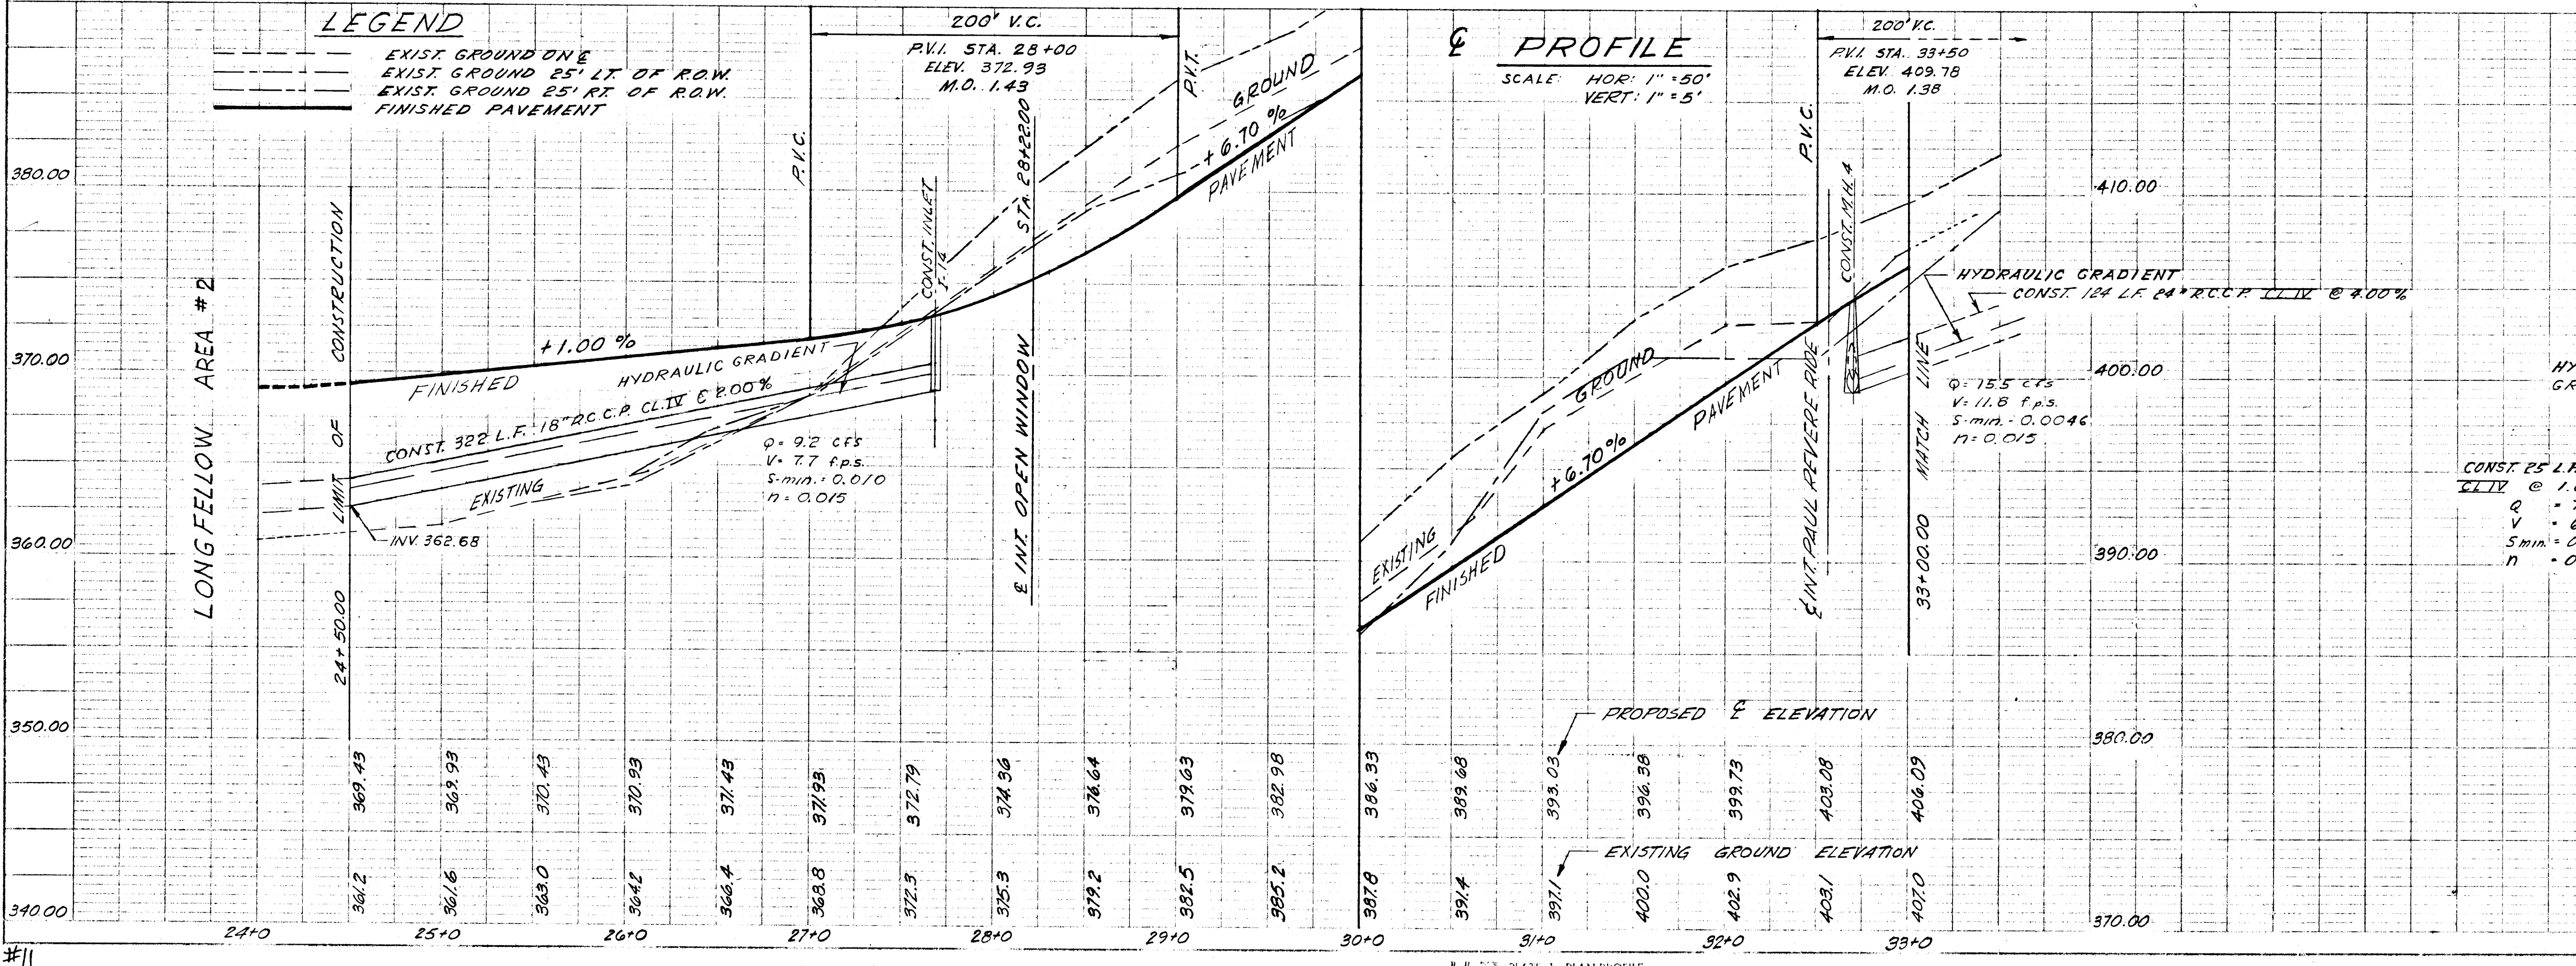 LEGEND
EXIST. GROUND ON ℄
EXIST. GROUND 25' LT. OF R.O.W.
EXIST. GROUND 25' RT. OF R.O.W.
FINISHED PAVEMENT
200' V.C.
P.V.I. STA. 28+00
ELEV. 372.93
M.O. 1.43
P.V.C.
P.V.T.
℄ PROFILE
SCALE: HOR: 1" = 50'
VERT: 1" = 5'
200' V.C.
P.V.I. STA. 33+50
ELEV. 409.78
M.O. 1.38
P.V.C.
380.00
370.00
360.00
350.00
340.00
LONGFELLOW AREA #2
24+50.00 LIMIT OF CONSTRUCTION
+1.00 %
FINISHED
HYDRAULIC GRADIENT
CONST. 322 L.F. 18" R.C.C.P. CL. IV @ 2.00%
EXISTING
INV. 362.68
Q = 9.2 CFS
V = 7.7 f.p.s.
S-min. = 0.010
n = 0.015
CONST. INLET
I-14
℄ INT. OPEN WINDOW STA. 28+22.00
GROUND
+6.70 %
PAVEMENT
EXISTING
GROUND
FINISHED
+6.70%
PAVEMENT
℄ INT. PAUL REVERE RIDE
CONST. M.H. 4
33+00.00 MATCH LINE
HYDRAULIC GRADIENT
CONST. 124 L.F. 24" R.C.C.P. CL IV @ 4.00%
Q = 15.5 cfs
V = 11.8 f.p.s.
S-min. = 0.0046
n = 0.015
410.00
400.00
390.00
380.00
370.00
HY
GR
CONST. 25 L.F.
CL IV @ 1.
Q =
V =
S min. = 0
n = 0
PROPOSED ℄ ELEVATION
369.43 369.93 370.43 370.93 371.43 371.93 372.79 374.36 376.64 379.63 382.98 386.33 389.68 393.03 396.38 399.73 403.08 406.09
EXISTING GROUND ELEVATION
361.2 361.6 363.0 364.2 366.4 368.8 372.3 375.3 379.2 382.5 385.2 387.8 391.4 397.1 400.0 402.9 403.1 407.0
24+0 25+0 26+0 27+0 28+0 29+0 30+0 31+0 32+0 33+0
#11